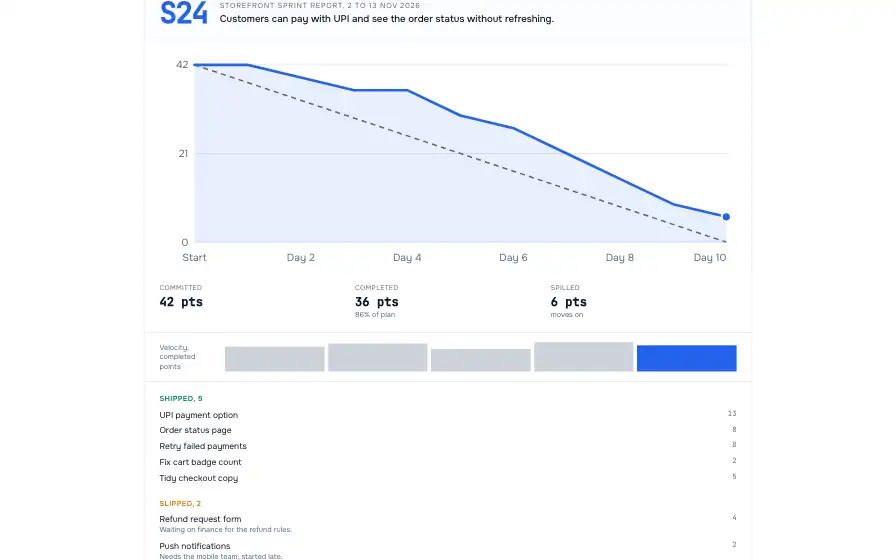 S24
STOREFRONT SPRINT REPORT, 2 TO 13 NOV 2026
Customers can pay with UPI and see the order status without refreshing.
42
21
0
Start
Day 2
Day 4
Day 6
Day 8
Day 10
COMMITTED
42 pts
COMPLETED
36 pts
86% of plan
SPILLED
6 pts
moves on
Velocity,
completed
points
SHIPPED, 5
UPI payment option 13
Order status page 8
Retry failed payments 8
Fix cart badge count 2
Tidy checkout copy 5
SLIPPED, 2
Refund request form 4
Waiting on finance for the refund rules.
Push notifications 2
Needs the mobile team; started late.